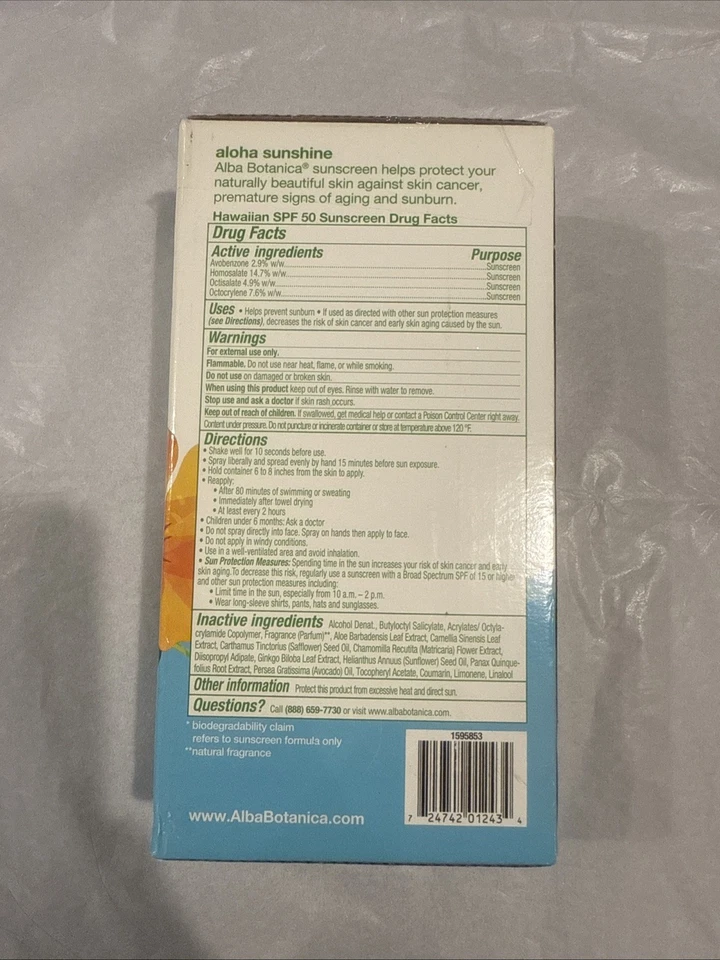 aloha sunshine
Alba Botanica® sunscreen helps protect your
naturally beautiful skin against skin cancer,
premature signs of aging and sunburn.
Hawaiian SPF 50 Sunscreen Drug Facts
Drug Facts
Active ingredients Purpose
Avobenzone 2.9% w/w Sunscreen
Homosalate 14.7% w/w Sunscreen
Octisalate 4.9% w/w Sunscreen
Octocrylene 7.6% w/w Sunscreen
Uses • Helps prevent sunburn • If used as directed with other sun protection measures
(see Directions), decreases the risk of skin cancer and early skin aging caused by the sun.
Warnings
For external use only.
Flammable. Do not use near heat, flame, or while smoking.
Do not use on damaged or broken skin.
When using this product keep out of eyes. Rinse with water to remove.
Stop use and ask a doctor if skin rash occurs.
Keep out of reach of children. If swallowed, get medical help or contact a Poison Control Center right away.
Content under pressure. Do not puncture or incinerate container or store at temperature above 120 °F.
Directions
• Shake well for 10 seconds before use.
• Spray liberally and spread evenly by hand 15 minutes before sun exposure.
• Hold container 6 to 8 inches from the skin to apply.
• Reapply:
• After 80 minutes of swimming or sweating
• Immediately after towel drying
• At least every 2 hours
• Children under 6 months: Ask a doctor
• Do not spray directly into face. Spray on hands then apply to face.
• Do not apply in windy conditions.
• Use in a well-ventilated area and avoid inhalation.
• Sun Protection Measures: Spending time in the sun increases your risk of skin cancer and early
skin aging. To decrease this risk, regularly use a sunscreen with a Broad Spectrum SPF of 15 or higher
and other sun protection measures including:
• Limit time in the sun, especially from 10 a.m. – 2 p.m.
• Wear long-sleeve shirts, pants, hats and sunglasses.
Inactive ingredients Alcohol Denat., Butyloctyl Salicylate, Acrylates/ Octyla-
crylamide Copolymer, Fragrance (Parfum)**, Aloe Barbadensis Leaf Extract, Camellia Sinensis Leaf
Extract, Carthamus Tinctorius (Safflower) Seed Oil, Chamomilla Recutita (Matricaria) Flower Extract,
Diisopropyl Adipate, Ginkgo Biloba Leaf Extract, Helianthus Annuus (Sunflower) Seed Oil, Panax Quinque-
folius Root Extract, Persea Gratissima (Avocado) Oil, Tocopheryl Acetate, Coumarin, Limonene, Linalool
Other information Protect this product from excessive heat and direct sun.
Questions? Call (888) 659-7730 or visit www.albabotanica.com.
* biodegradability claim
refers to sunscreen formula only
**natural fragrance
1595853
7 24742 01243 4
www.AlbaBotanica.com